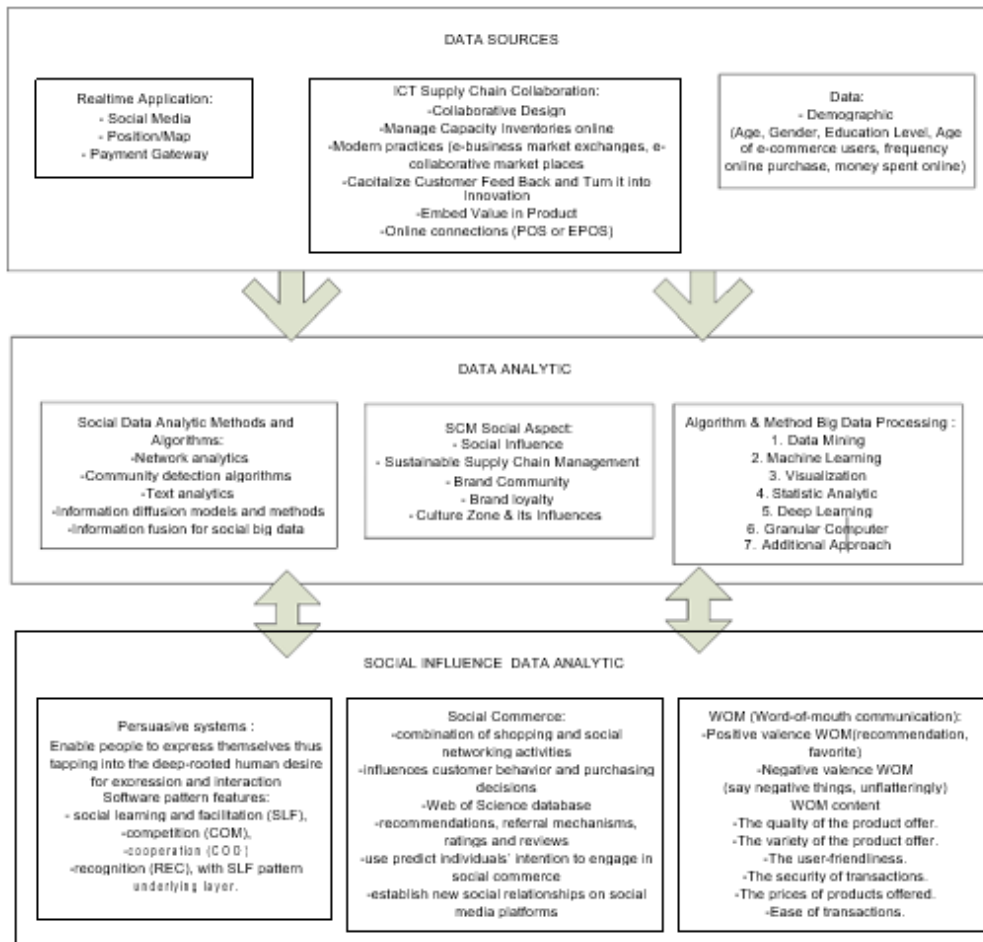 DATA SOURCES
Realtime Application:
- Social Media
- Position/Map
- Payment Gateway
ICT Supply Chain Collaboration:
-Collaborative Design
-Manage Capacity Inventories online
-Modern practices (e-business market exchanges, e-
collaborative market places
-Cacitalize Customer Feed Back and Turn it into
Innovation
-Embed Value in Product
-Online connections (POS or EPOS)
Data:
- Demographic
(Age, Gender, Education Level, Age
of e-commerce users, frequency
online purchase, money spent online)
DATA ANALYTIC
Social Data Analytic Methods and
Algorithms:
-Network analytics
-Community detection algorithms
-Text analytics
-Information diffusion models and methods
-Information fusion for social big data
SCM Social Aspect:
- Social Influence
- Sustainable Supply Chain Management
- Brand Community
- Brand loyalty
- Culture Zone & its Influences
Algorithm & Method Big Data Processing :
1. Data Mining
2. Machine Learning
3. Visualization
4. Statistic Analytic
5. Deep Learning
6. Granular Computer
7. Additional Approach
SOCIAL INFLUENCE DATA ANALYTIC
Persuasive systems :
Enable people to express themselves thus
tapping into the deep-rooted human desire
for expression and interaction
Software pattern features:
- social learning and facilitation (SLF),
-competition (COM),
-cooperation (COO)
-recognition (REC), with SLF pattern
underlying layer.
Social Commerce:
-combination of shopping and social
networking activities
-influences customer behavior and purchasing
decisions
-Web of Science database
-recommendations, referral mechanisms,
ratings and reviews
-use predict individuals' intention to engage in
social commerce
-establish new social relationships on social
media platforms
WOM (Word-of-mouth communication):
-Positive valence WOM(recommendation,
favorite)
-Negative valence WOM
(say negative things, unflatteringly)
WOM content
-The quality of the product offer.
-The variety of the product offer.
-The user-friendliness.
-The security of transactions.
-The prices of products offered.
-Ease of transactions.